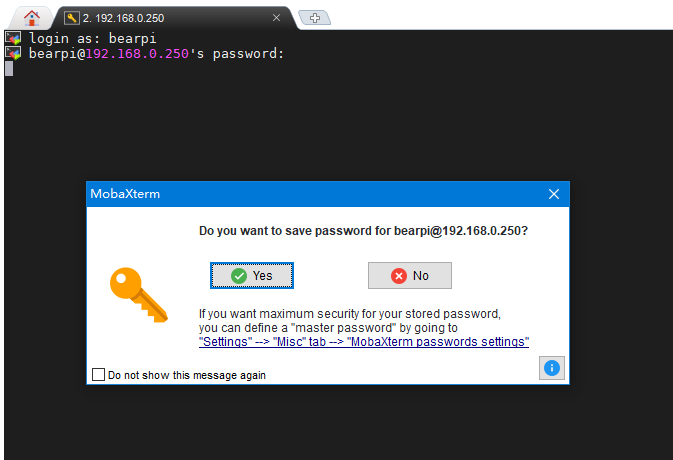 2. 192.168.0.250
login as: bearpi
bearpi@192.168.0.250's password:
MobaXterm
Do you want to save password for bearpi@192.168.0.250?
Yes
No
If you want maximum security for your stored password,
you can define a "master password" by going to
"Settings" --> "Misc" tab --> "MobaXterm passwords settings"
Do not show this message again